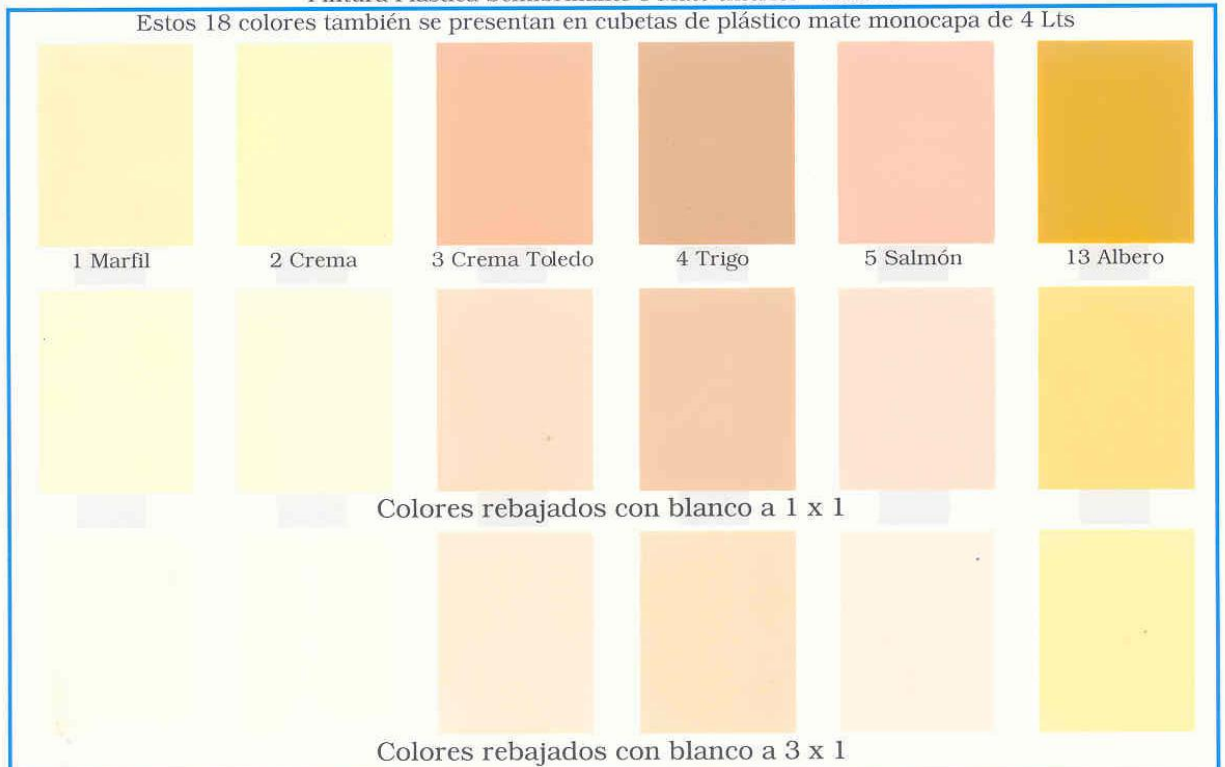 Estos 18 colores también se presentan en cubetas de plástico mate monocapa de 4 Lts
1 Marfil 2 Crema 3 Crema Toledo 4 Trigo 5 Salmón 13 Albero
Colores rebajados con blanco a 1 x 1
Colores rebajados con blanco a 3 x 1